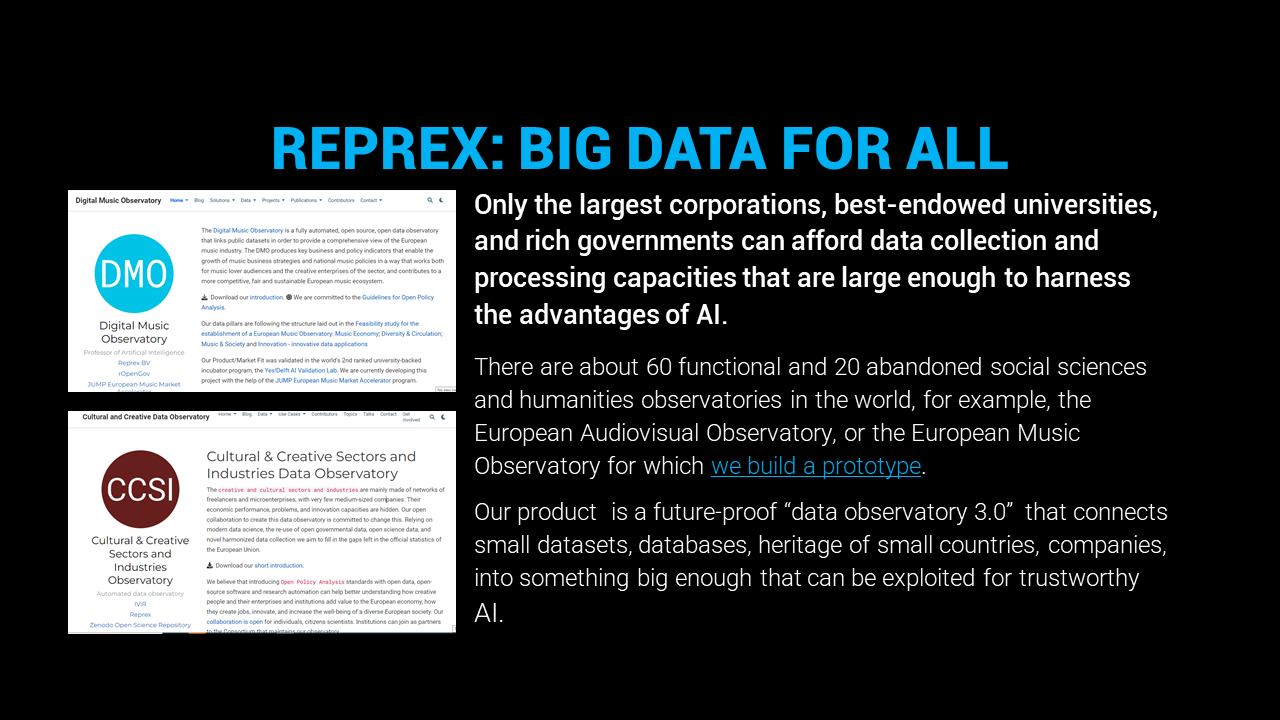 REPREX: BIG DATA FOR ALL
Digital Music Observatory Home Blog Solutions Data Projects Publications Contributors Contact
DMO
Digital Music
Observatory
Professor of Artificial Intelligence
Reprex BV
rOpenGov
JUMP European Music Market
Accelerator
The Digital Music Observatory is a fully automated, open source, open data observatory
that links public datasets in order to provide a comprehensive view of the European
music industry. The DMO produces key business and policy indicators that enable the
growth of music business strategies and national music policies in a way that works both
for music lover audiences and the creative enterprises of the sector, and contributes to a
more competitive, fair and sustainable European music ecosystem.
Download our introduction. We are committed to the Guidelines for Open Policy
Analysis.
Our data pillars are following the structure laid out in the Feasibility study for the
establishment of a European Music Observatory: Music Economy; Diversity & Circulation;
Music & Society and Innovation - innovative data applications
Our Product/Market Fit was validated in the world's 2nd ranked university-backed
incubator program, the Yes!Delft AI Validation Lab. We are currently developing this
project with the help of the JUMP European Music Market Accelerator program.
Cultural and Creative Data Observatory Home Blog Data Use Cases Contributors Topics Talks Contact Get
involved
CCSI
Cultural & Creative
Sectors and
Industries
Observatory
Automated data observatory
IVIR
Reprex
Zenodo Open Science Repository
Cultural & Creative Sectors and
Industries Data Observatory
The creative and cultural sectors and industries are mainly made of networks of
freelancers and microenterprises, with very few medium-sized companies. Their
economic performance, problems, and innovation capacities are hidden. Our open
collaboration to create this data observatory is committed to change this. Relying on
modern data science, the re-use of open governmental data, open science data, and
novel harmonized data collection we aim to fill in the gaps left in the official statistics of
the European Union.
Download our short introduction.
We believe that introducing Open Policy Analysis standards with open data, open-
source software and research automation can help better understanding how creative
people and their enterprises and institutions add value to the European economy, how
they create jobs, innovate, and increase the well-being of a diverse European society. Our
collaboration is open for individuals, citizens scientists. Institutions can join as partners
to the Consortium that maintains our observatory.
Only the largest corporations, best-endowed universities,
and rich governments can afford data collection and
processing capacities that are large enough to harness
the advantages of AI.
There are about 60 functional and 20 abandoned social sciences
and humanities observatories in the world, for example, the
European Audiovisual Observatory, or the European Music
Observatory for which we build a prototype.
Our product is a future-proof “data observatory 3.0” that connects
small datasets, databases, heritage of small countries, companies,
into something big enough that can be exploited for trustworthy
AI.